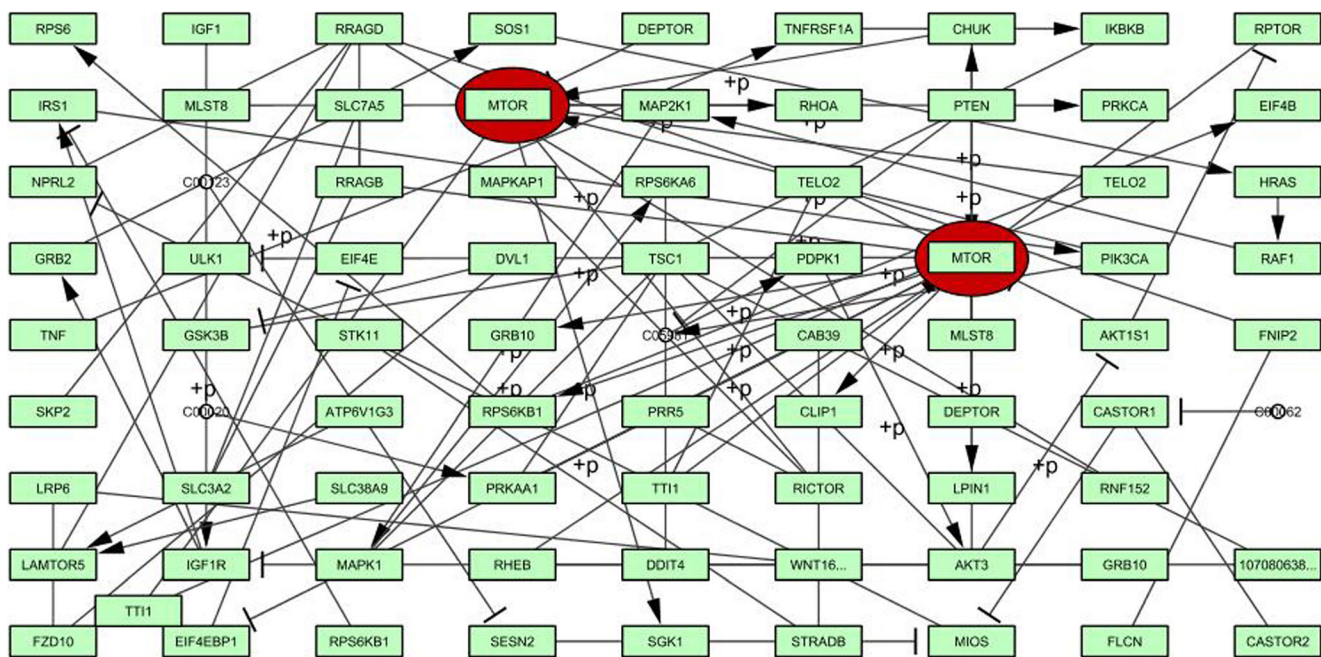 RPS6 IGF1 RRAGD SOS1 DEPTOR TNFRSF1A CHUK IKBKB RPTOR
+p
IRS1 MLST8 SLC7A5 MTOR MAP2K1 RHOA PTEN PRKCA EIF4B
+p +p
+p
NPRL2 C00123 RRAGB MAPKAP1 RPS6KA6 TELO2 TELO2 HRAS
+p +p +p
+p +p +p
GRB2 ULK1 EIF4E DVL1 TSC1 PDPK1 MTOR PIK3CA RAF1
+p +p
+p +p
TNF GSK3B STK11 GRB10 C05981 CAB39 MLST8 AKT1S1 FNIP2
+p +p +p
+p +p +p +p +p
SKP2 C00020 ATP6V1G3 RPS6KB1 PRR5 CLIP1 DEPTOR CASTOR1 C00062
+p
+p +p
LRP6 SLC3A2 SLC38A9 PRKAA1 TTI1 RICTOR LPIN1 RNF152
LAMTOR5 IGF1R MAPK1 RHEB DDIT4 WNT16... AKT3 GRB10 107080638...
TTI1
FZD10 EIF4EBP1 RPS6KB1 SESN2 SGK1 STRADB MIOS FLCN CASTOR2